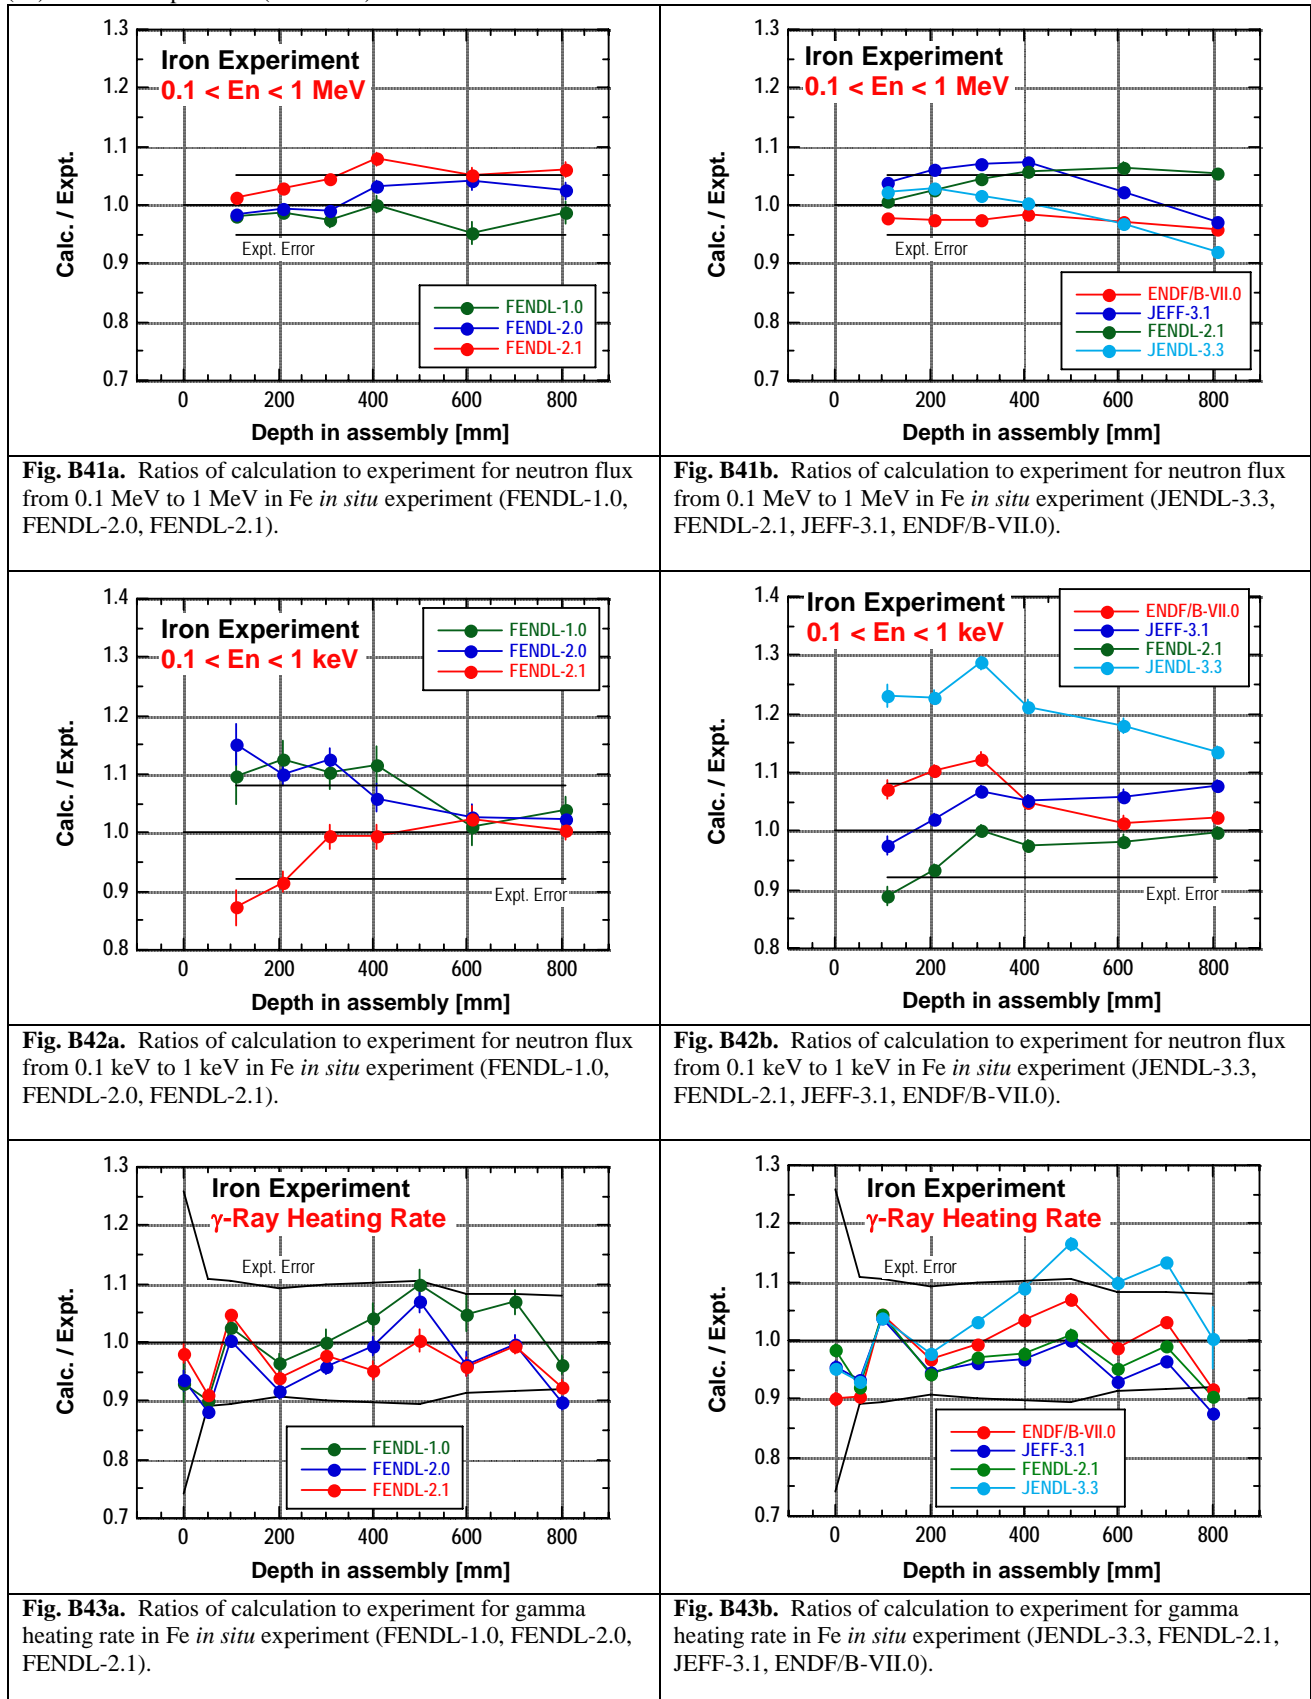 1.3
1.2
1.1
1.0
0.9
0.8
0.7
Calc. / Expt.
Iron Experiment
0.1 < En < 1 MeV
Expt. Error
FENDL-1.0
FENDL-2.0
FENDL-2.1
0 200 400 600 800
Depth in assembly [mm]
1.3
1.2
1.1
1.0
0.9
0.8
0.7
Calc. / Expt.
Iron Experiment
0.1 < En < 1 MeV
Expt. Error
ENDF/B-VII.0
JEFF-3.1
FENDL-2.1
JENDL-3.3
0 200 400 600 800
Depth in assembly [mm]
Fig. B41a. Ratios of calculation to experiment for neutron flux
from 0.1 MeV to 1 MeV in Fe in situ experiment (FENDL-1.0,
FENDL-2.0, FENDL-2.1).
Fig. B41b. Ratios of calculation to experiment for neutron flux
from 0.1 MeV to 1 MeV in Fe in situ experiment (JENDL-3.3,
FENDL-2.1, JEFF-3.1, ENDF/B-VII.0).
1.4
1.3
1.2
1.1
1.0
0.9
0.8
Calc. / Expt.
Iron Experiment
0.1 < En < 1 keV
FENDL-1.0
FENDL-2.0
FENDL-2.1
Expt. Error
0 200 400 600 800
Depth in assembly [mm]
1.4
1.3
1.2
1.1
1.0
0.9
0.8
Calc. / Expt.
Iron Experiment
0.1 < En < 1 keV
ENDF/B-VII.0
JEFF-3.1
FENDL-2.1
JENDL-3.3
Expt. Error
0 200 400 600 800
Depth in assembly [mm]
Fig. B42a. Ratios of calculation to experiment for neutron flux
from 0.1 keV to 1 keV in Fe in situ experiment (FENDL-1.0,
FENDL-2.0, FENDL-2.1).
Fig. B42b. Ratios of calculation to experiment for neutron flux
from 0.1 keV to 1 keV in Fe in situ experiment (JENDL-3.3,
FENDL-2.1, JEFF-3.1, ENDF/B-VII.0).
1.3
1.2
1.1
1.0
0.9
0.8
0.7
Calc. / Expt.
Iron Experiment
γ-Ray Heating Rate
Expt. Error
FENDL-1.0
FENDL-2.0
FENDL-2.1
0 200 400 600 800
Depth in assembly [mm]
1.3
1.2
1.1
1.0
0.9
0.8
0.7
Calc. / Expt.
Iron Experiment
γ-Ray Heating Rate
Expt. Error
ENDF/B-VII.0
JEFF-3.1
FENDL-2.1
JENDL-3.3
0 200 400 600 800
Depth in assembly [mm]
Fig. B43a. Ratios of calculation to experiment for gamma
heating rate in Fe in situ experiment (FENDL-1.0, FENDL-2.0,
FENDL-2.1).
Fig. B43b. Ratios of calculation to experiment for gamma
heating rate in Fe in situ experiment (JENDL-3.3, FENDL-2.1,
JEFF-3.1, ENDF/B-VII.0).